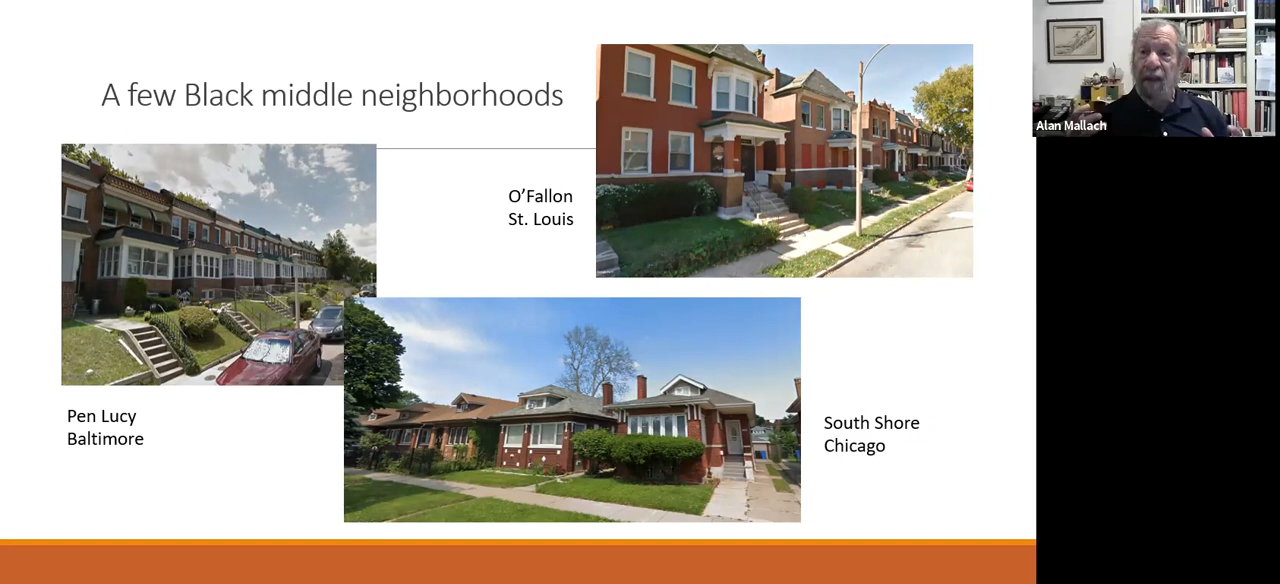 A few Black middle neighborhoods
Alan Mallach
O’Fallon
St. Louis
Pen Lucy
Baltimore
South Shore
Chicago